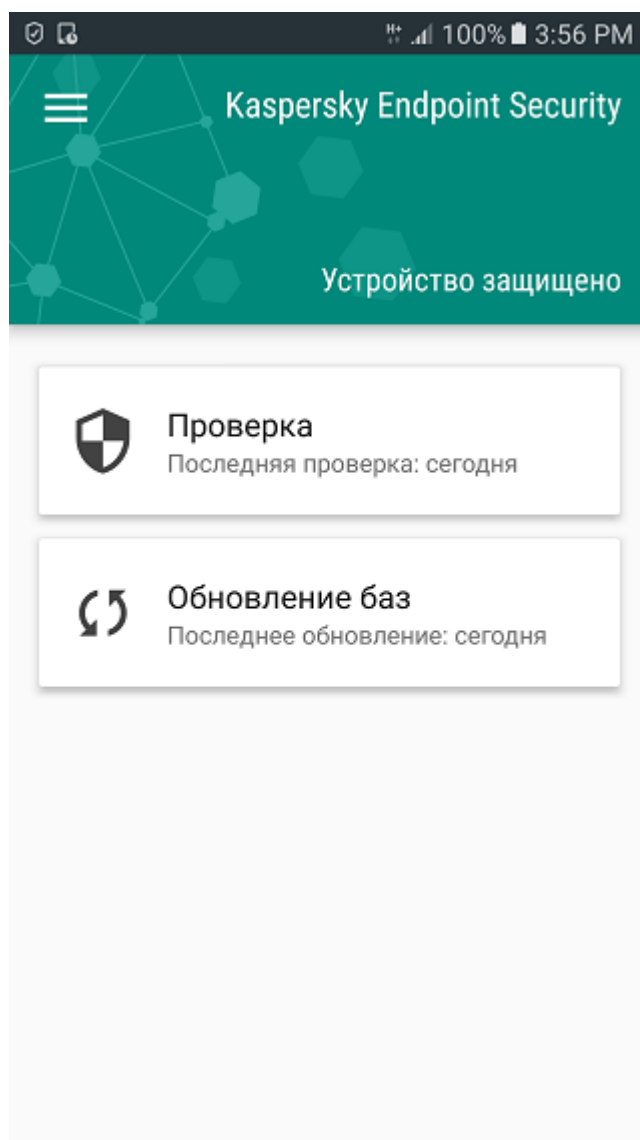 H+ 100% 3:56 PM
Kaspersky Endpoint Security
Устройство защищено
Проверка
Последняя проверка: сегодня
Обновление баз
Последнее обновление: сегодня